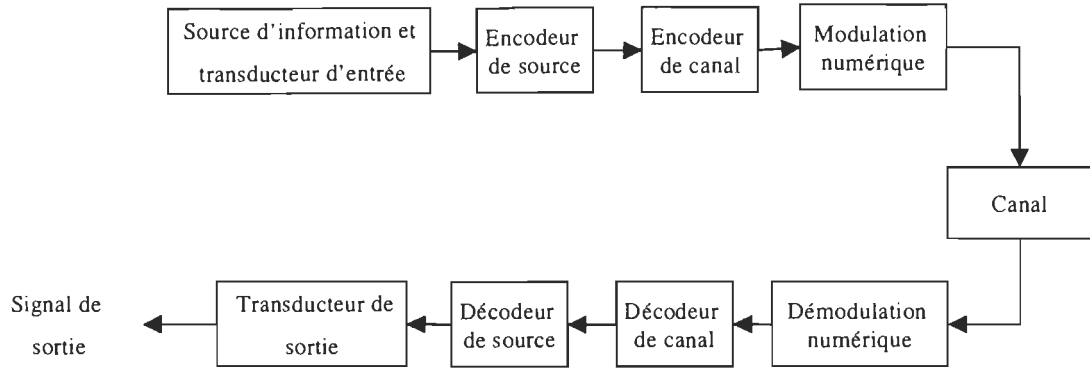 Source d'information et
transducteur d'entrée
Encodeur
de source
Encodeur
de canal
Modulation
numérique
Canal
Signal de
sortie
Transducteur de
sortie
Décodeur
de source
Décodeur
de canal
Démodulation
numérique